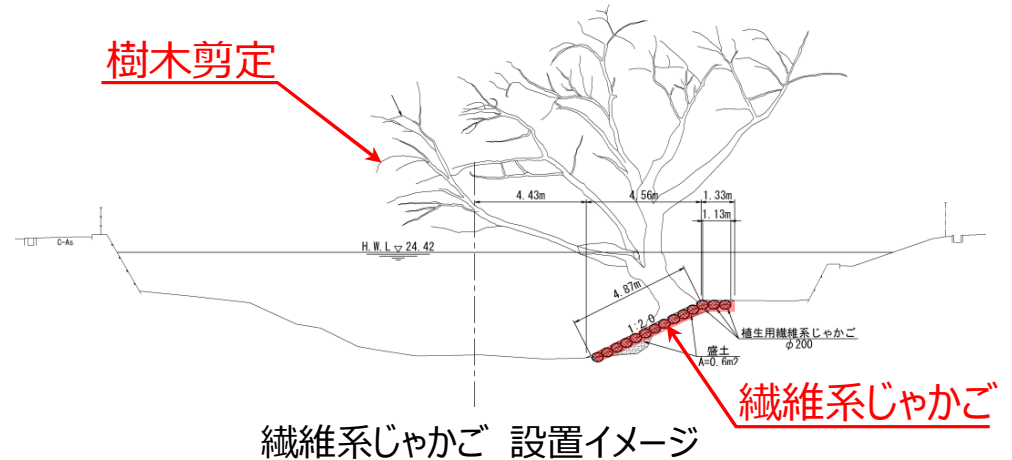 樹木剪定
4.43m
4.56m
1.33m
1.13m
C-As
H.W.L ▽ 24.42
4.87m
1:2.0
植生用繊維系じゃかご
φ200
盛土
A=0.6m2
繊維系じゃかご
繊維系じゃかご 設置イメージ